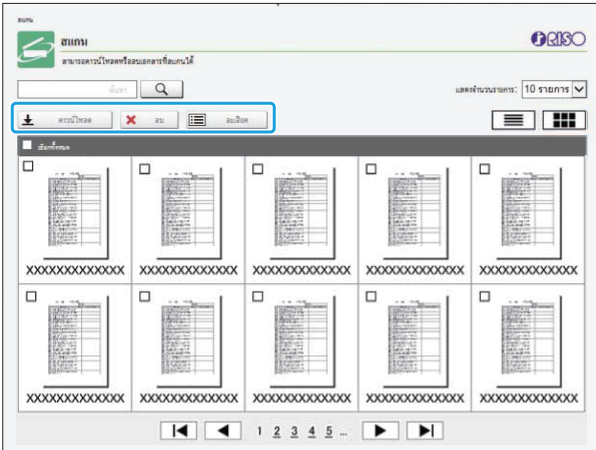 สแกน
สแกน
RISO
สามารถดาวน์โหลดหรือลบเอกสารที่สแกนได้
ค้นหา
แสดงจำนวนรายการ: 10 รายการ
ดาวน์โหลด ลบ ละเอียด
เลือกทั้งหมด
XXXXXXXXXXXXX XXXXXXXXXXXXX XXXXXXXXXXXXX XXXXXXXXXXXXX XXXXXXXXXXXXX
XXXXXXXXXXXXX XXXXXXXXXXXXX XXXXXXXXXXXXX XXXXXXXXXXXXX XXXXXXXXXXXXX
1 2 3 4 5 ...